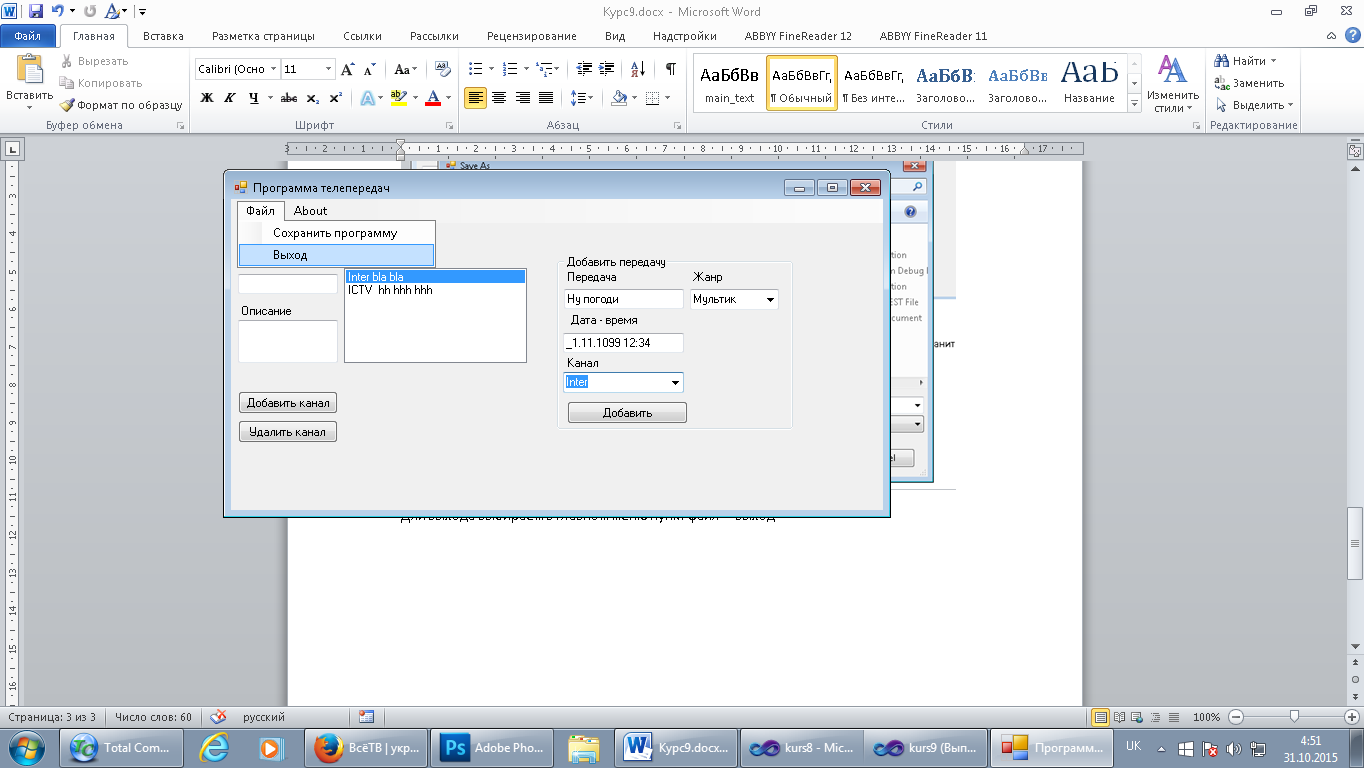 Курс9.docx - Microsoft Word
Файл Главная Вставка Разметка страницы Ссылки Рассылки Рецензирование Вид Надстройки ABBYY FineReader 12 ABBYY FineReader 11
Вставить
Вырезать
Копировать
Формат по образцу
Буфер обмена
Calibri (Осно 11
Шрифт
Абзац
АаБбВв АаБбВвГг, АаБбВвГг, АаБбВ: АаБбВв: АаБ
main_text ¶ Обычный ¶ Без инте... Заголово... Заголово... Название
Изменить стили
Стили
Найти
Заменить
Выделить
Редактирование
Save As
Программа телепередач
Файл About
Сохранить программу
Выход
Inter bla bla
ICTV hh hhh hhh
Описание
Добавить канал
Удалить канал
Добавить передачу
Передача Жанр
Ну погоди Мультик
Дата - время
_1.11.1099 12:34
Канал
Inter
Добавить
Страница: 3 из 3 Число слов: 60 русский 100%
Total Com... ВсёТВ | укр... Adobe Pho... Курс9.docx... kurs8 - Mic... kurs9 (Вып... Программ... UK 4:51
31.10.2015